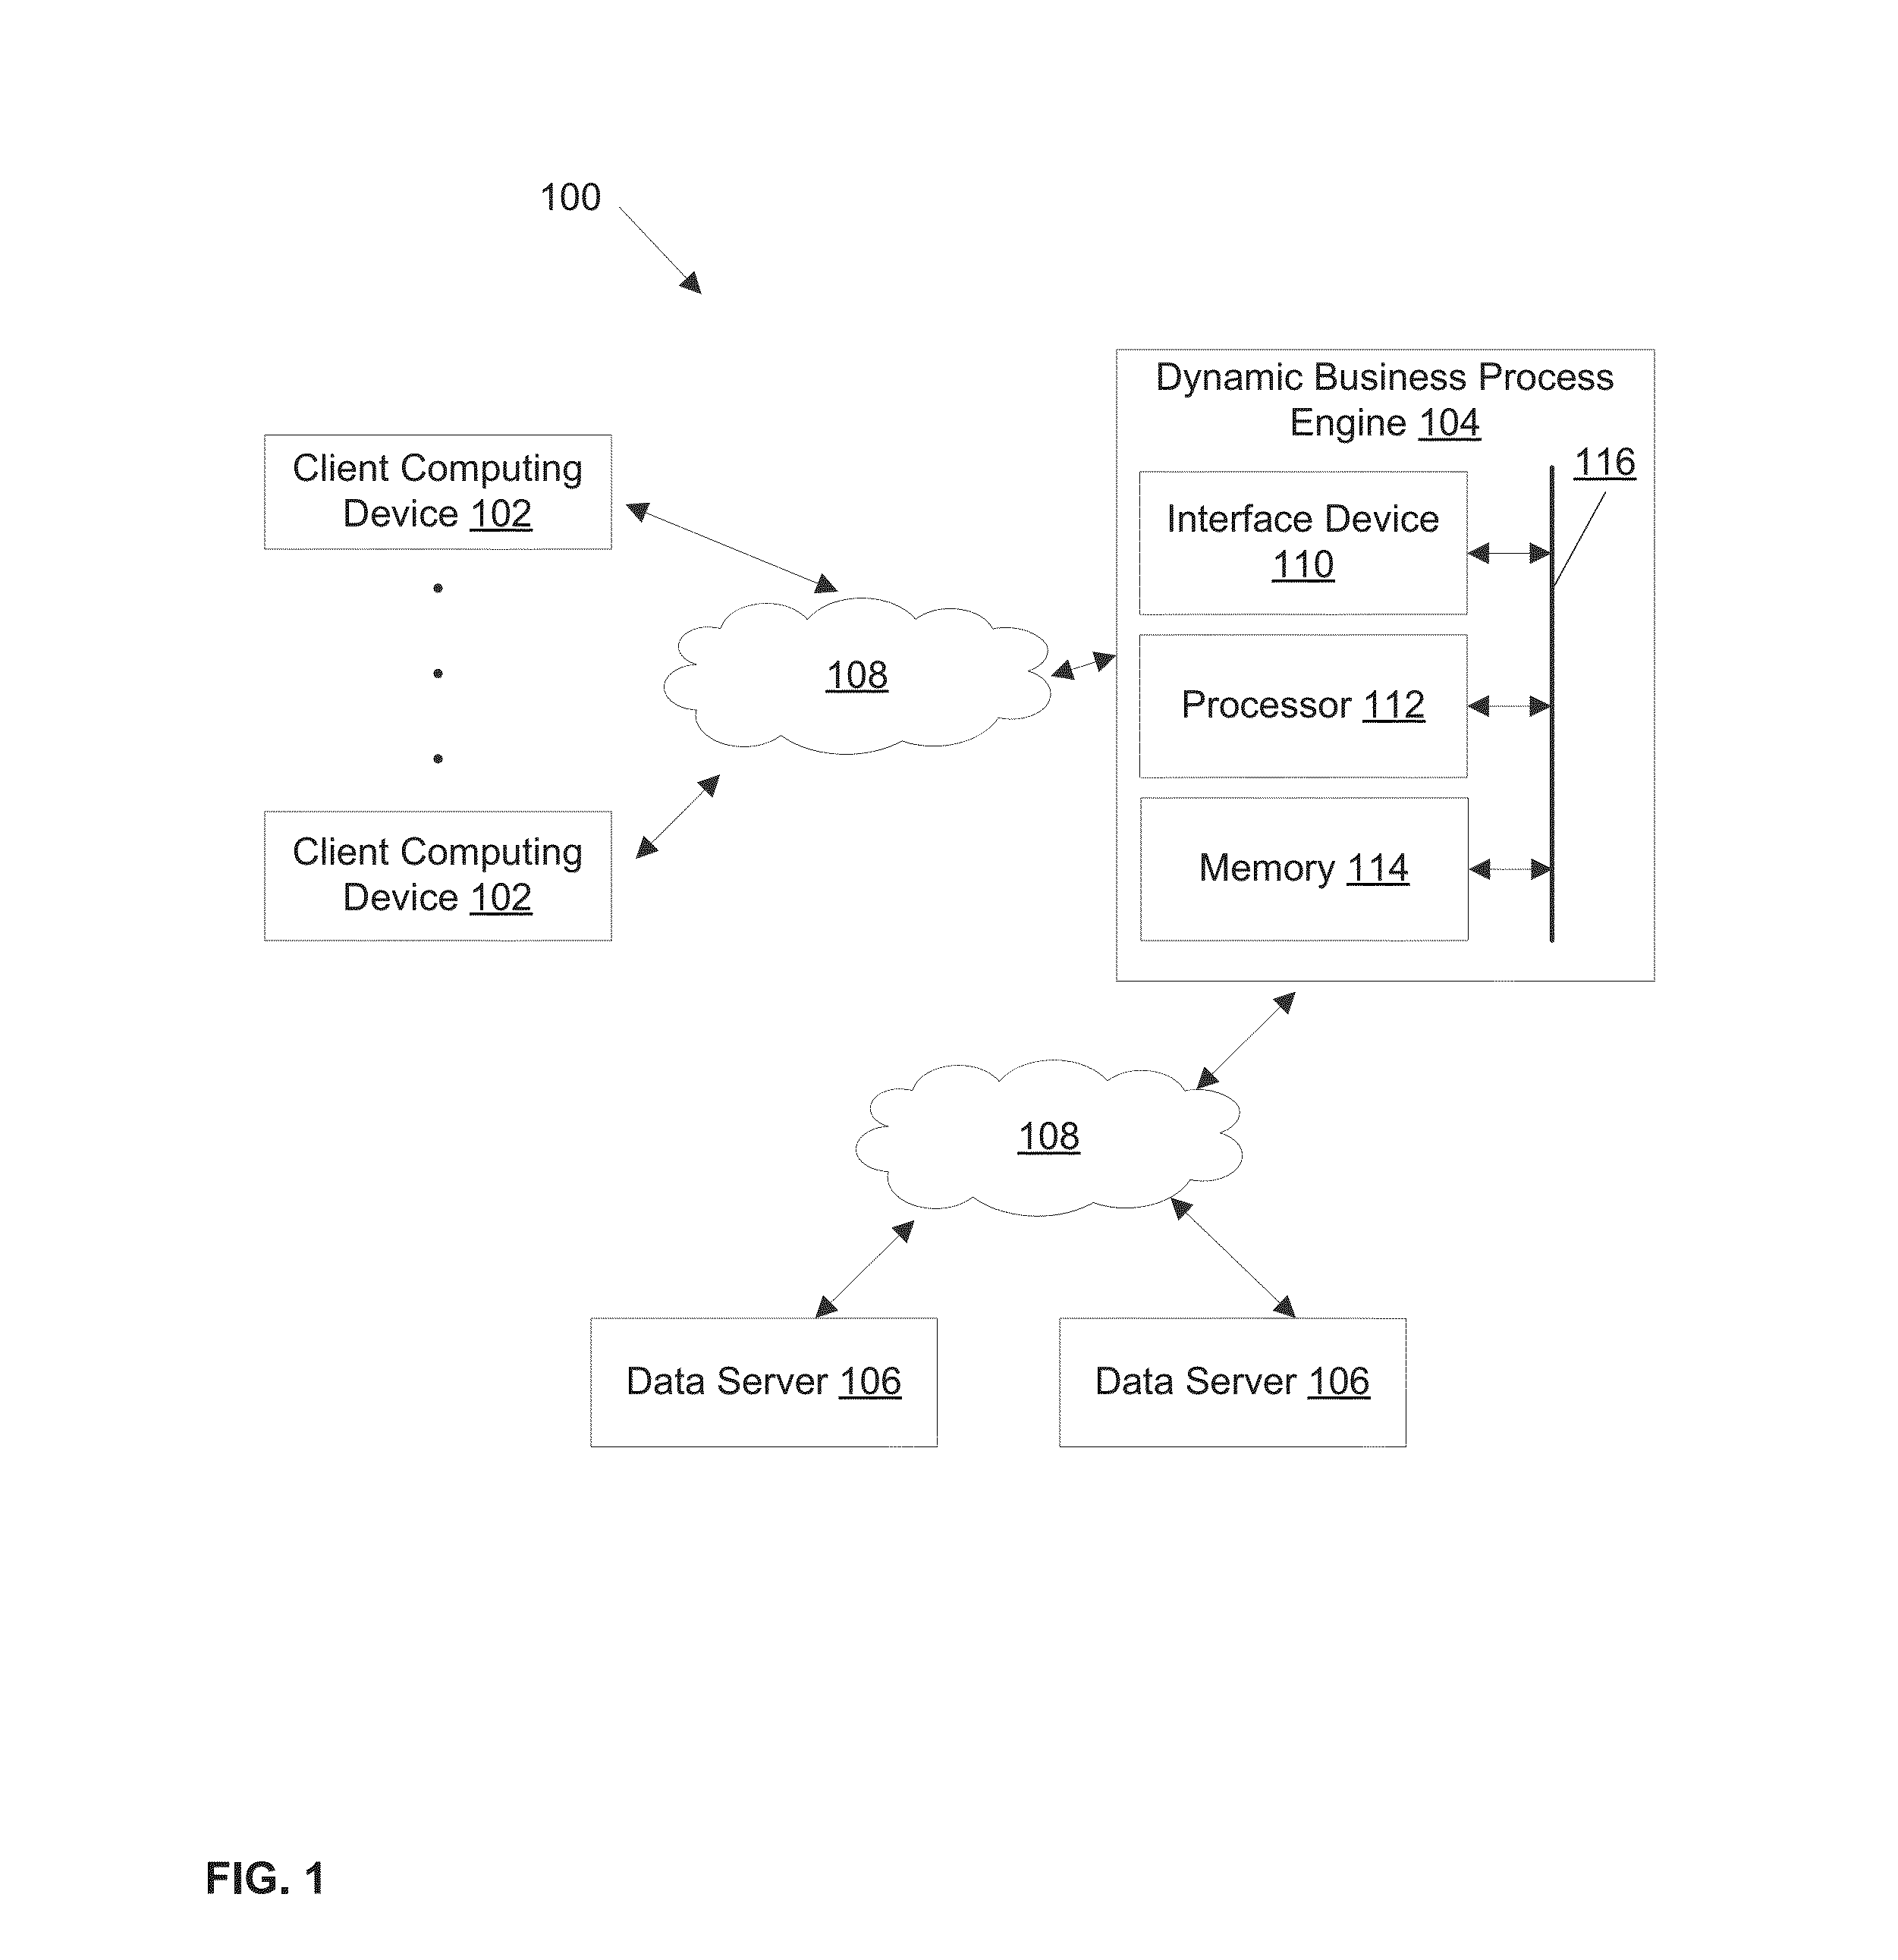 100
Dynamic Business Process
Engine 104
116
Client Computing
Device 102
Interface Device
110
108
Processor 112
Client Computing
Device 102
Memory 114
108
Data Server 106
Data Server 106
FIG. 1